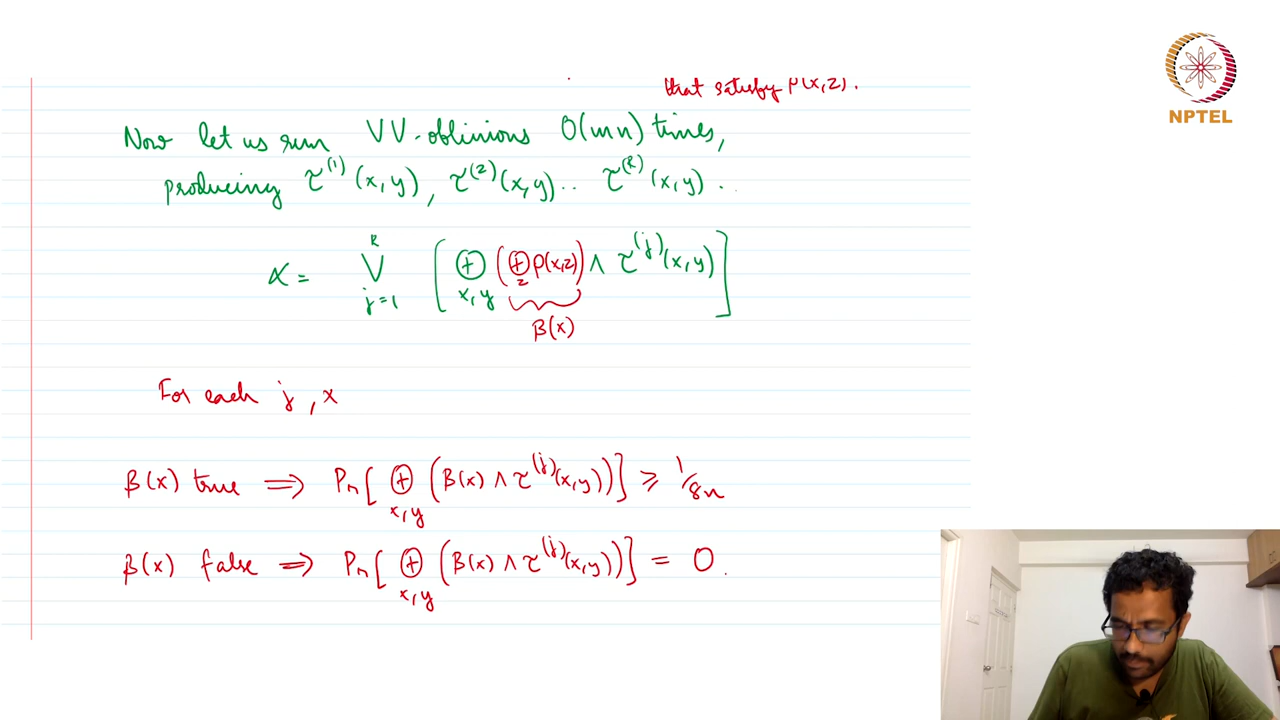 that satisfy ρ(x,z).
NPTEL
Now let us run VV-oblivious O(mn) times,
producing τ^(1)(x,y), τ^(2)(x,y).. τ^(R)(x,y)..
α = ⋁_{j=1}^{R} [ ⊕_{x,y} (⊕_z ρ(x,z)) ∧ τ^(j)(x,y) ]
β(x)
For each j, x
β(x) true ⟹ Pr[ ⊕_{x,y} (β(x) ∧ τ^(j)(x,y)) ] ≥ 1/8n
β(x) false ⟹ Pr[ ⊕_{x,y} (β(x) ∧ τ^(j)(x,y)) ] = 0.